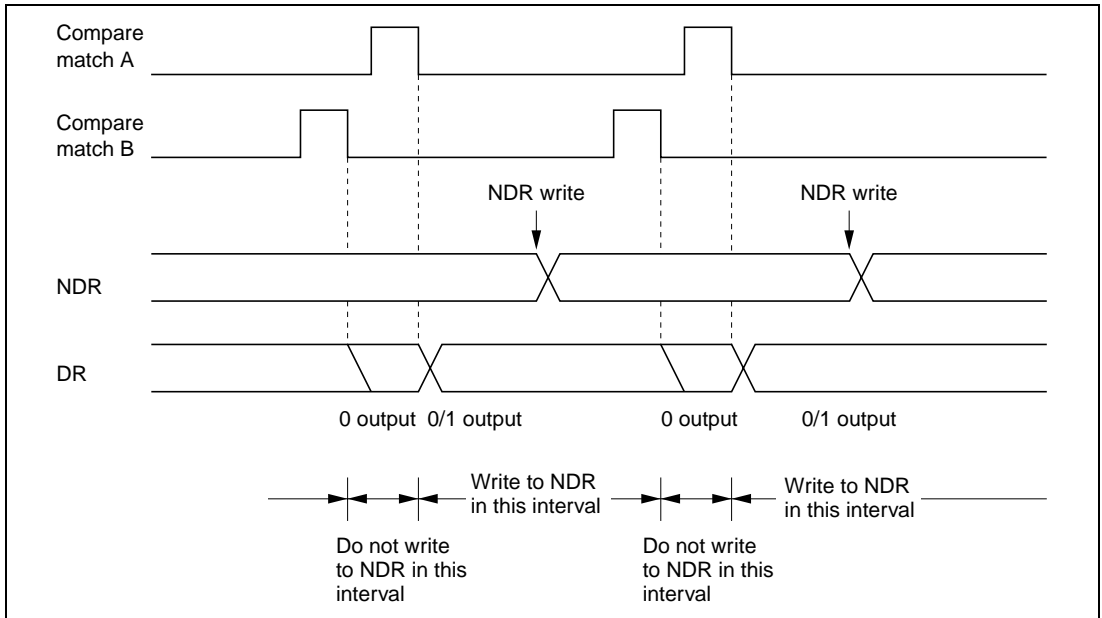 Compare
match A
Compare
match B
NDR write
NDR write
NDR
DR
0 output 0/1 output
0 output
0/1 output
Write to NDR
in this interval
Write to NDR
in this interval
Do not write
to NDR in this
interval
Do not write
to NDR in this
interval